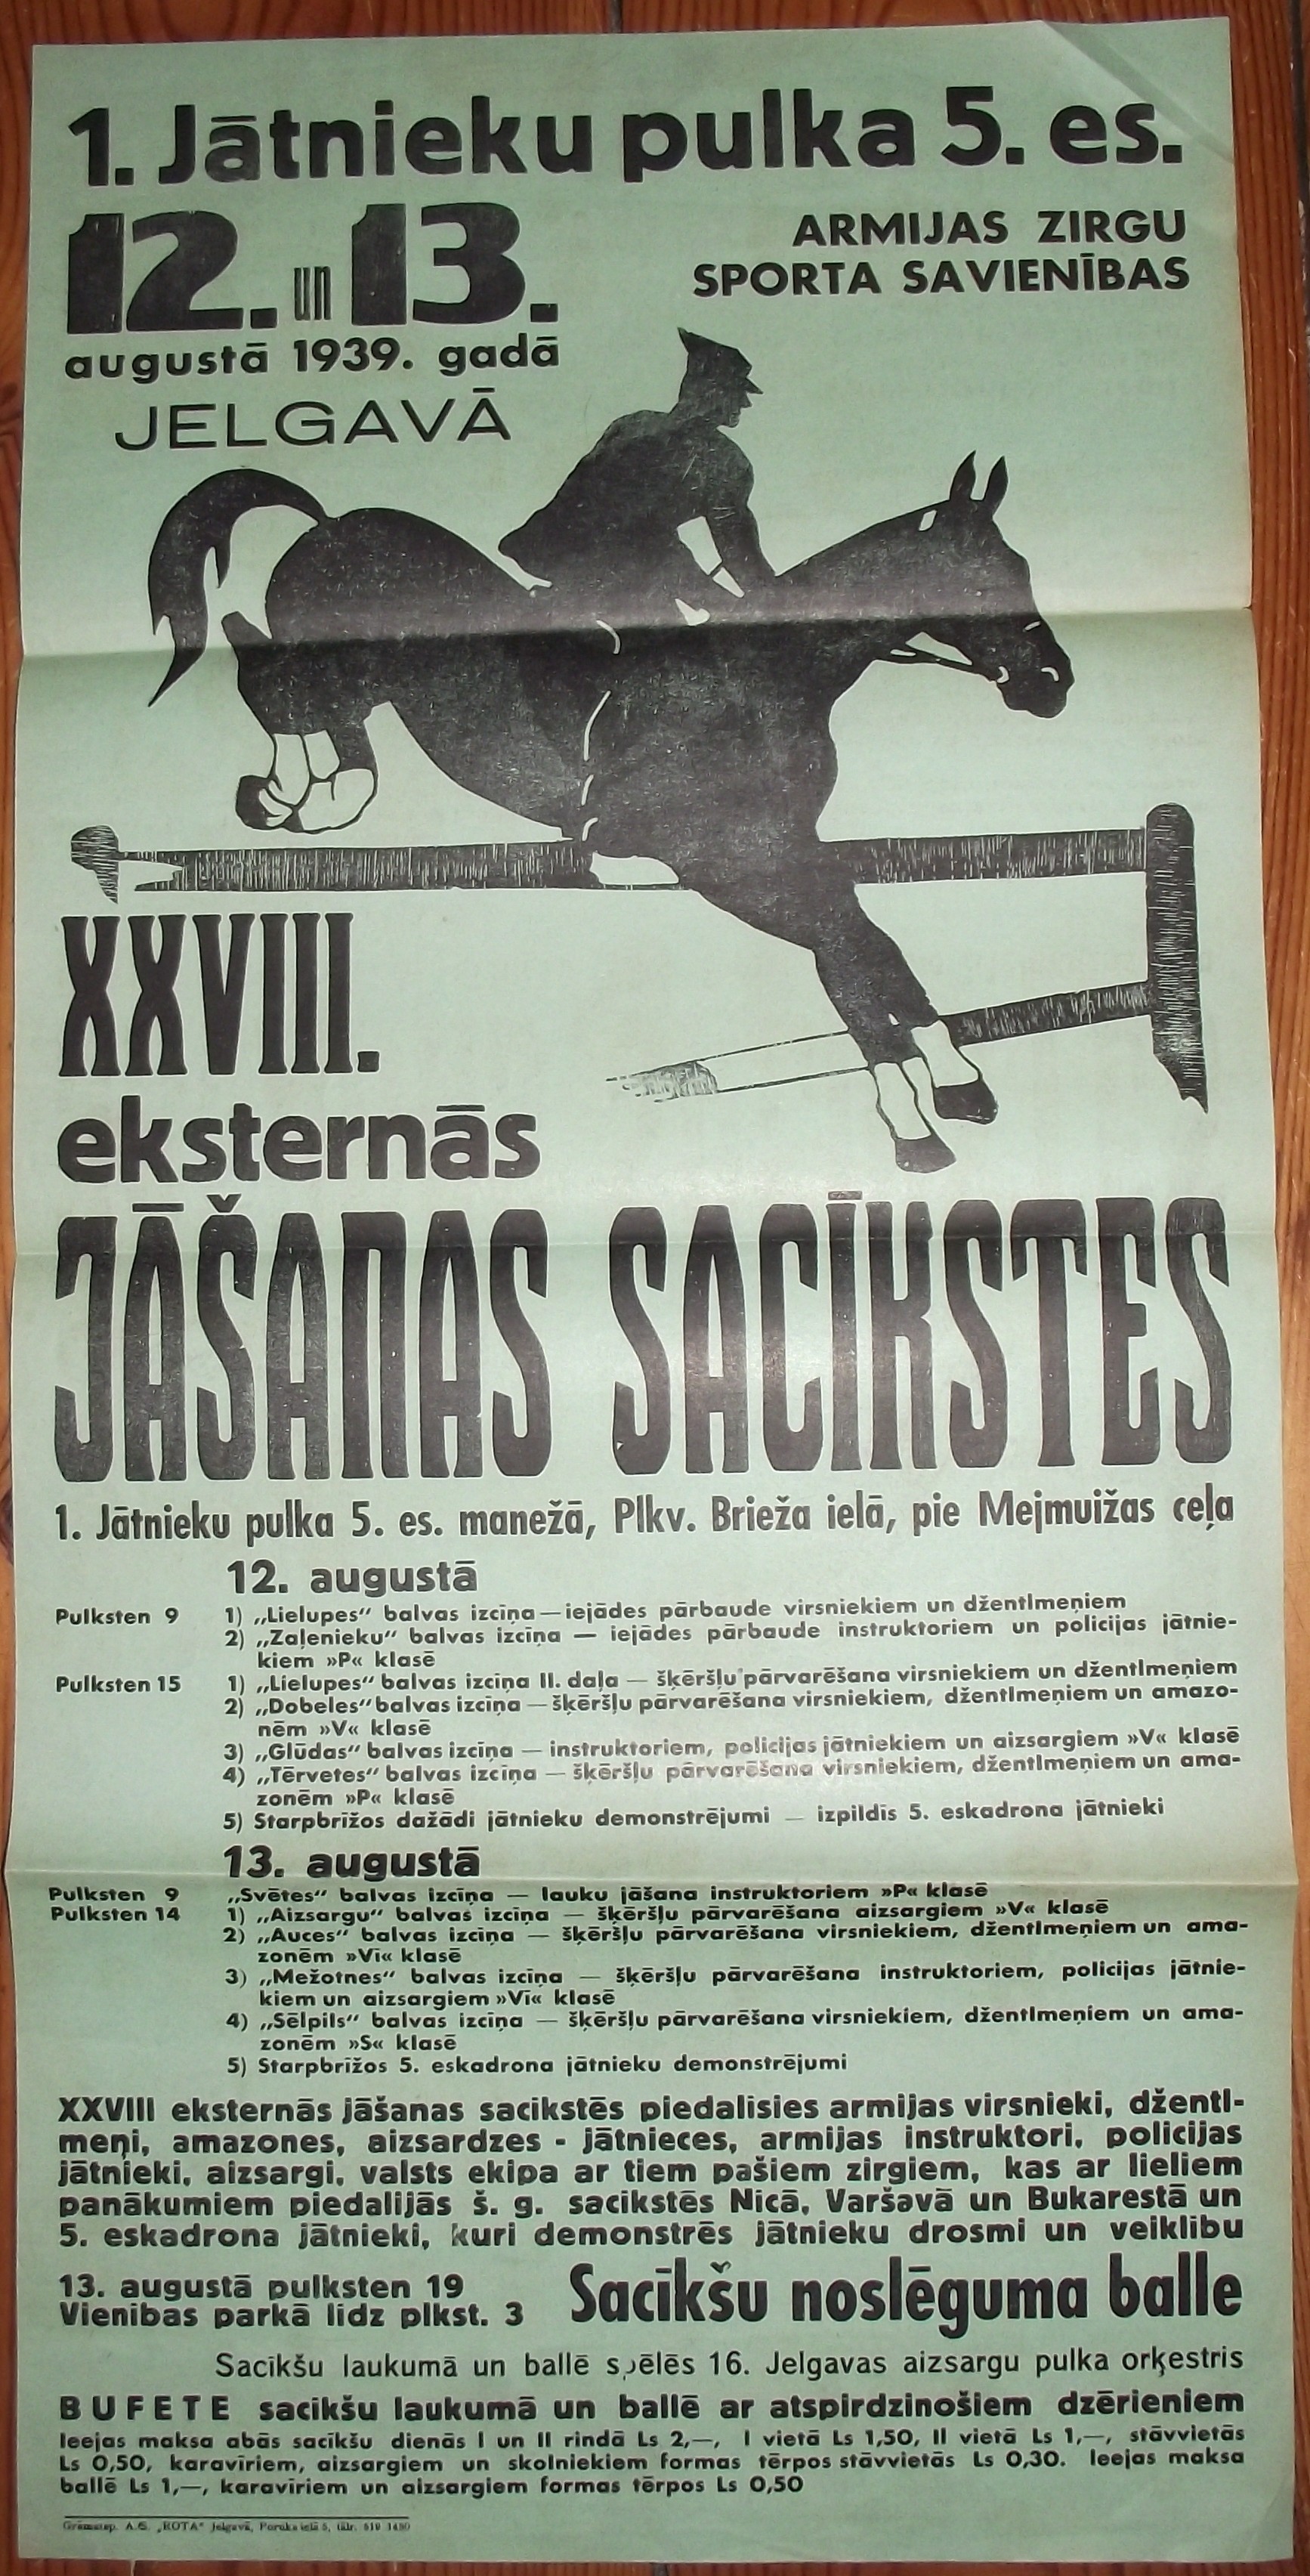 1. Jātnieku pulka 5. es.
12. un 13.
augustā 1939. gadā
JELGAVĀ
ARMIJAS ZIRGU
SPORTA SAVIENĪBAS
XXVIII.
eksternās
JĀŠANAS SACĪKSTES
1. Jātnieku pulka 5. es. manežā, Plkv. Brieža ielā, pie Mejmuižas ceļa
12. augustā
Pulksten 9 1) „Lielupes“ balvas izcīņa — iejādes pārbaude virsniekiem un džentlmeņiem
2) „Zaļenieku“ balvas izcīņa — iejādes pārbaude instruktoriem un policijas jātnie-
kiem »P« klasē
Pulksten 15 1) „Lielupes“ balvas izcīņa II. daļa — šķēršļu pārvarēšana virsniekiem un džentlmeņiem
2) „Dobeles“ balvas izcīņa — šķēršļu pārvarēšana virsniekiem, džentlmeņiem un amazo-
nēm »V« klasē
3) „Glūdas“ balvas izcīņa — instruktoriem, policijas jātniekiem un aizsargiem »V« klasē
4) „Tērvetes“ balvas izcīņa — šķēršļu pārvarēšana virsniekiem, džentlmeņiem un ama-
zonēm »P« klasē
5) Starpbrīžos dažādi jātnieku demonstrējumi — izpildīs 5. eskadrona jātnieki
13. augustā
Pulksten 9 „Svētes“ balvas izcīņa — lauku jāšana instruktoriem »P« klasē
Pulksten 14 1) „Aizsargu“ balvas izcīņa — šķēršļu pārvarēšana aizsargiem »V« klasē
2) „Auces“ balvas izcīņa — šķēršļu pārvarēšana virsniekiem, džentlmeņiem un ama-
zonēm »Vi« klasē
3) „Mežotnes“ balvas izcīņa — šķēršļu pārvarēšana instruktoriem, policijas jātnie-
kiem un aizsargiem »Vi« klasē
4) „Sēlpils“ balvas izcīņa — šķēršļu pārvarēšana virsniekiem, džentlmeņiem un ama-
zonēm »S« klasē
5) Starpbrīžos 5. eskadrona jātnieku demonstrējumi
XXVIII eksternās jāšanas sacīkstēs piedalīsies armijas virsnieki, džentl-
meņi, amazones, aizsardzes - jātnieces, armijas instruktori, policijas
jātnieki, aizsargi, valsts ekipa ar tiem pašiem zirgiem, kas ar lieliem
panākumiem piedalījās š. g. sacīkstēs Nicā, Varšavā un Bukarestā un
5. eskadrona jātnieki, kuri demonstrēs jātnieku drosmi un veiklību
13. augustā pulksten 19
Vienības parkā līdz plkst. 3
Sacīkšu noslēguma balle
Sacīkšu laukumā un ballē spēlēs 16. Jelgavas aizsargu pulka orķestris
BUFETE sacīkšu laukumā un ballē ar atspirdzinošiem dzērieniem
Ieejas maksa abās sacīkšu dienās I un II rindā Ls 2,—, I vietā Ls 1,50, II vietā Ls 1,—, stāvvietās
Ls 0,50, karavīriem, aizsargiem un skolniekiem formas tērpos stāvvietās Ls 0,30. Ieejas maksa
ballē Ls 1,—, karavīriem un aizsargiem formas tērpos Ls 0,50
Grāmatsp. A.S. „ROTA“ Jelgavā, Poruka ielā 5, tālr.